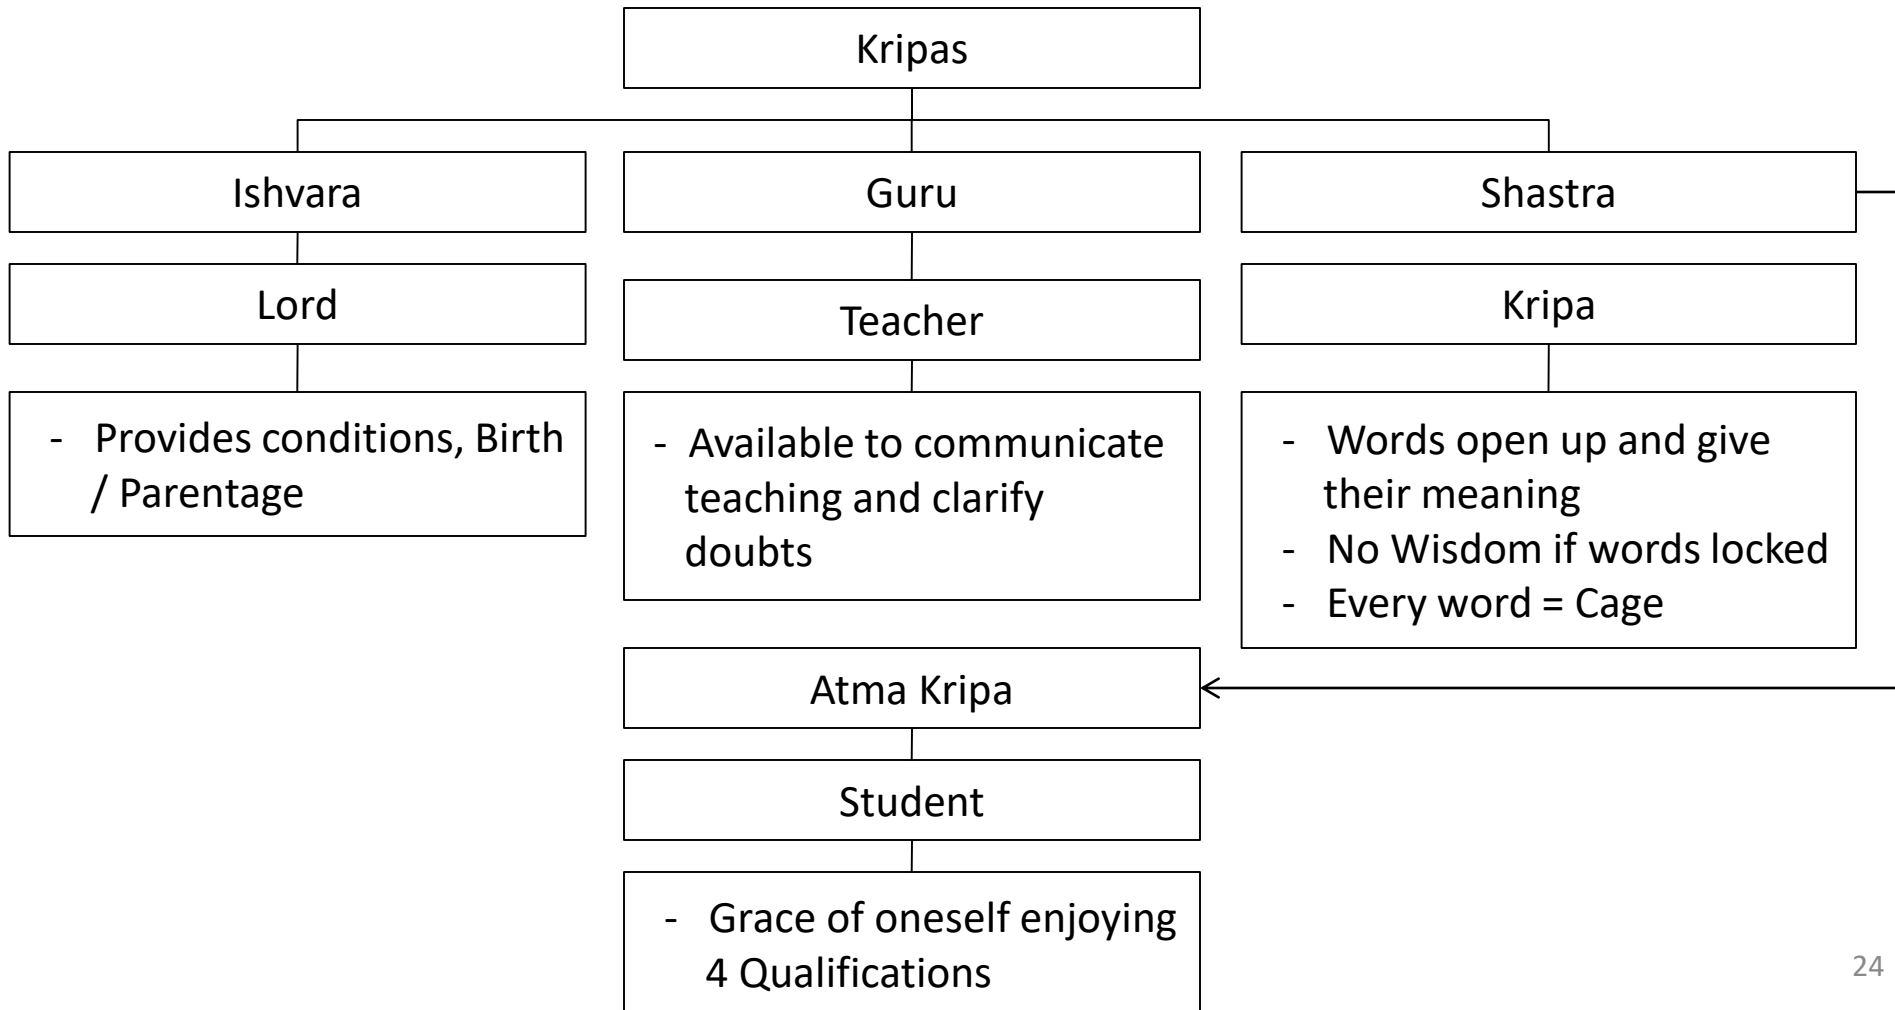 Kripas
Ishvara
Lord
- Provides conditions, Birth
/ Parentage
Guru
Teacher
- Available to communicate
teaching and clarify
doubts
Shastra
Kripa
- Words open up and give
their meaning
- No Wisdom if words locked
- Every word = Cage
Atma Kripa
Student
- Grace of oneself enjoying
4 Qualifications
24